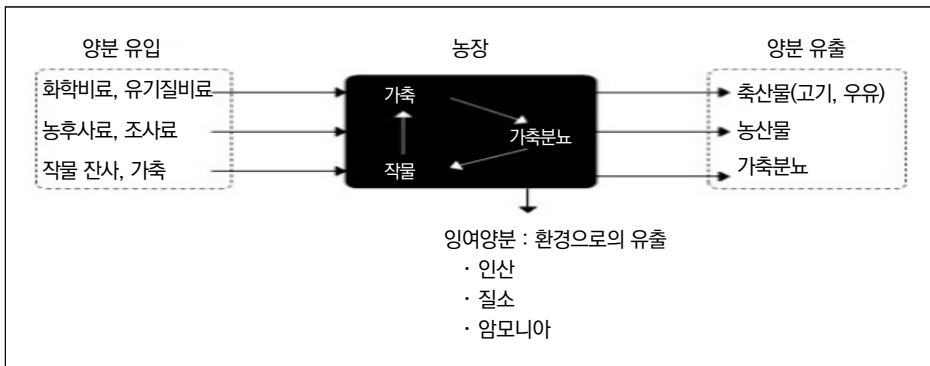 양분 유입
농장
양분 유출
화학비료, 유기질비료
농후사료, 조사료
작물 잔사, 가축
가축
가축분뇨
작물
축산물(고기, 우유)
농산물
가축분뇨
잉여양분 : 환경으로의 유출
· 인산
· 질소
· 암모니아